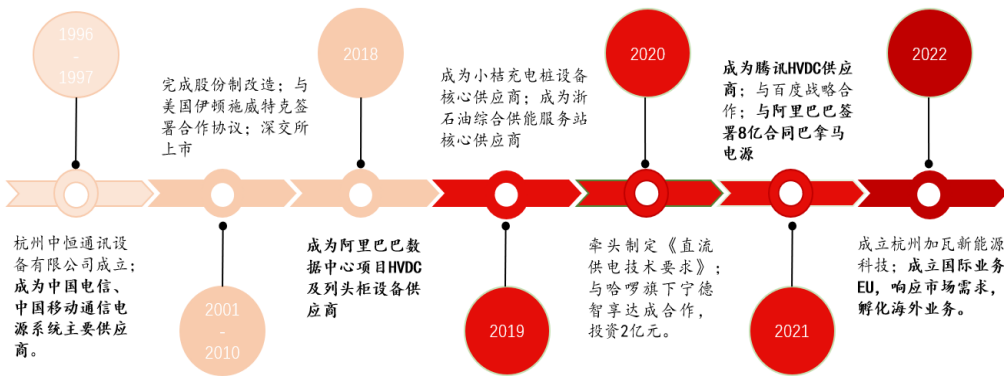 1996
-
1997
杭州中恒通讯设
备有限公司成立；
成为中国电信、
中国移动通信电
源系统主要供应
商。
完成股份制改造；与
美国伊顿施威特克签
署合作协议；深交所
上市
2001
-
2010
2018
成为阿里巴巴数
据中心项目HVDC
及列头柜设备供
应商
成为小桔充电桩设备
核心供应商；成为浙
石油综合供能服务站
核心供应商
2019
2020
牵头制定《直流
供电技术要求》；
与哈啰旗下宁德
智享达成合作，
投资2亿元。
成为腾讯HVDC供应
商；与百度战略合
作；与阿里巴巴签
署8亿合同巴拿马
电源
2021
2022
成立杭州加瓦新能源
科技；成立国际业务
EU，响应市场需求，
孵化海外业务。